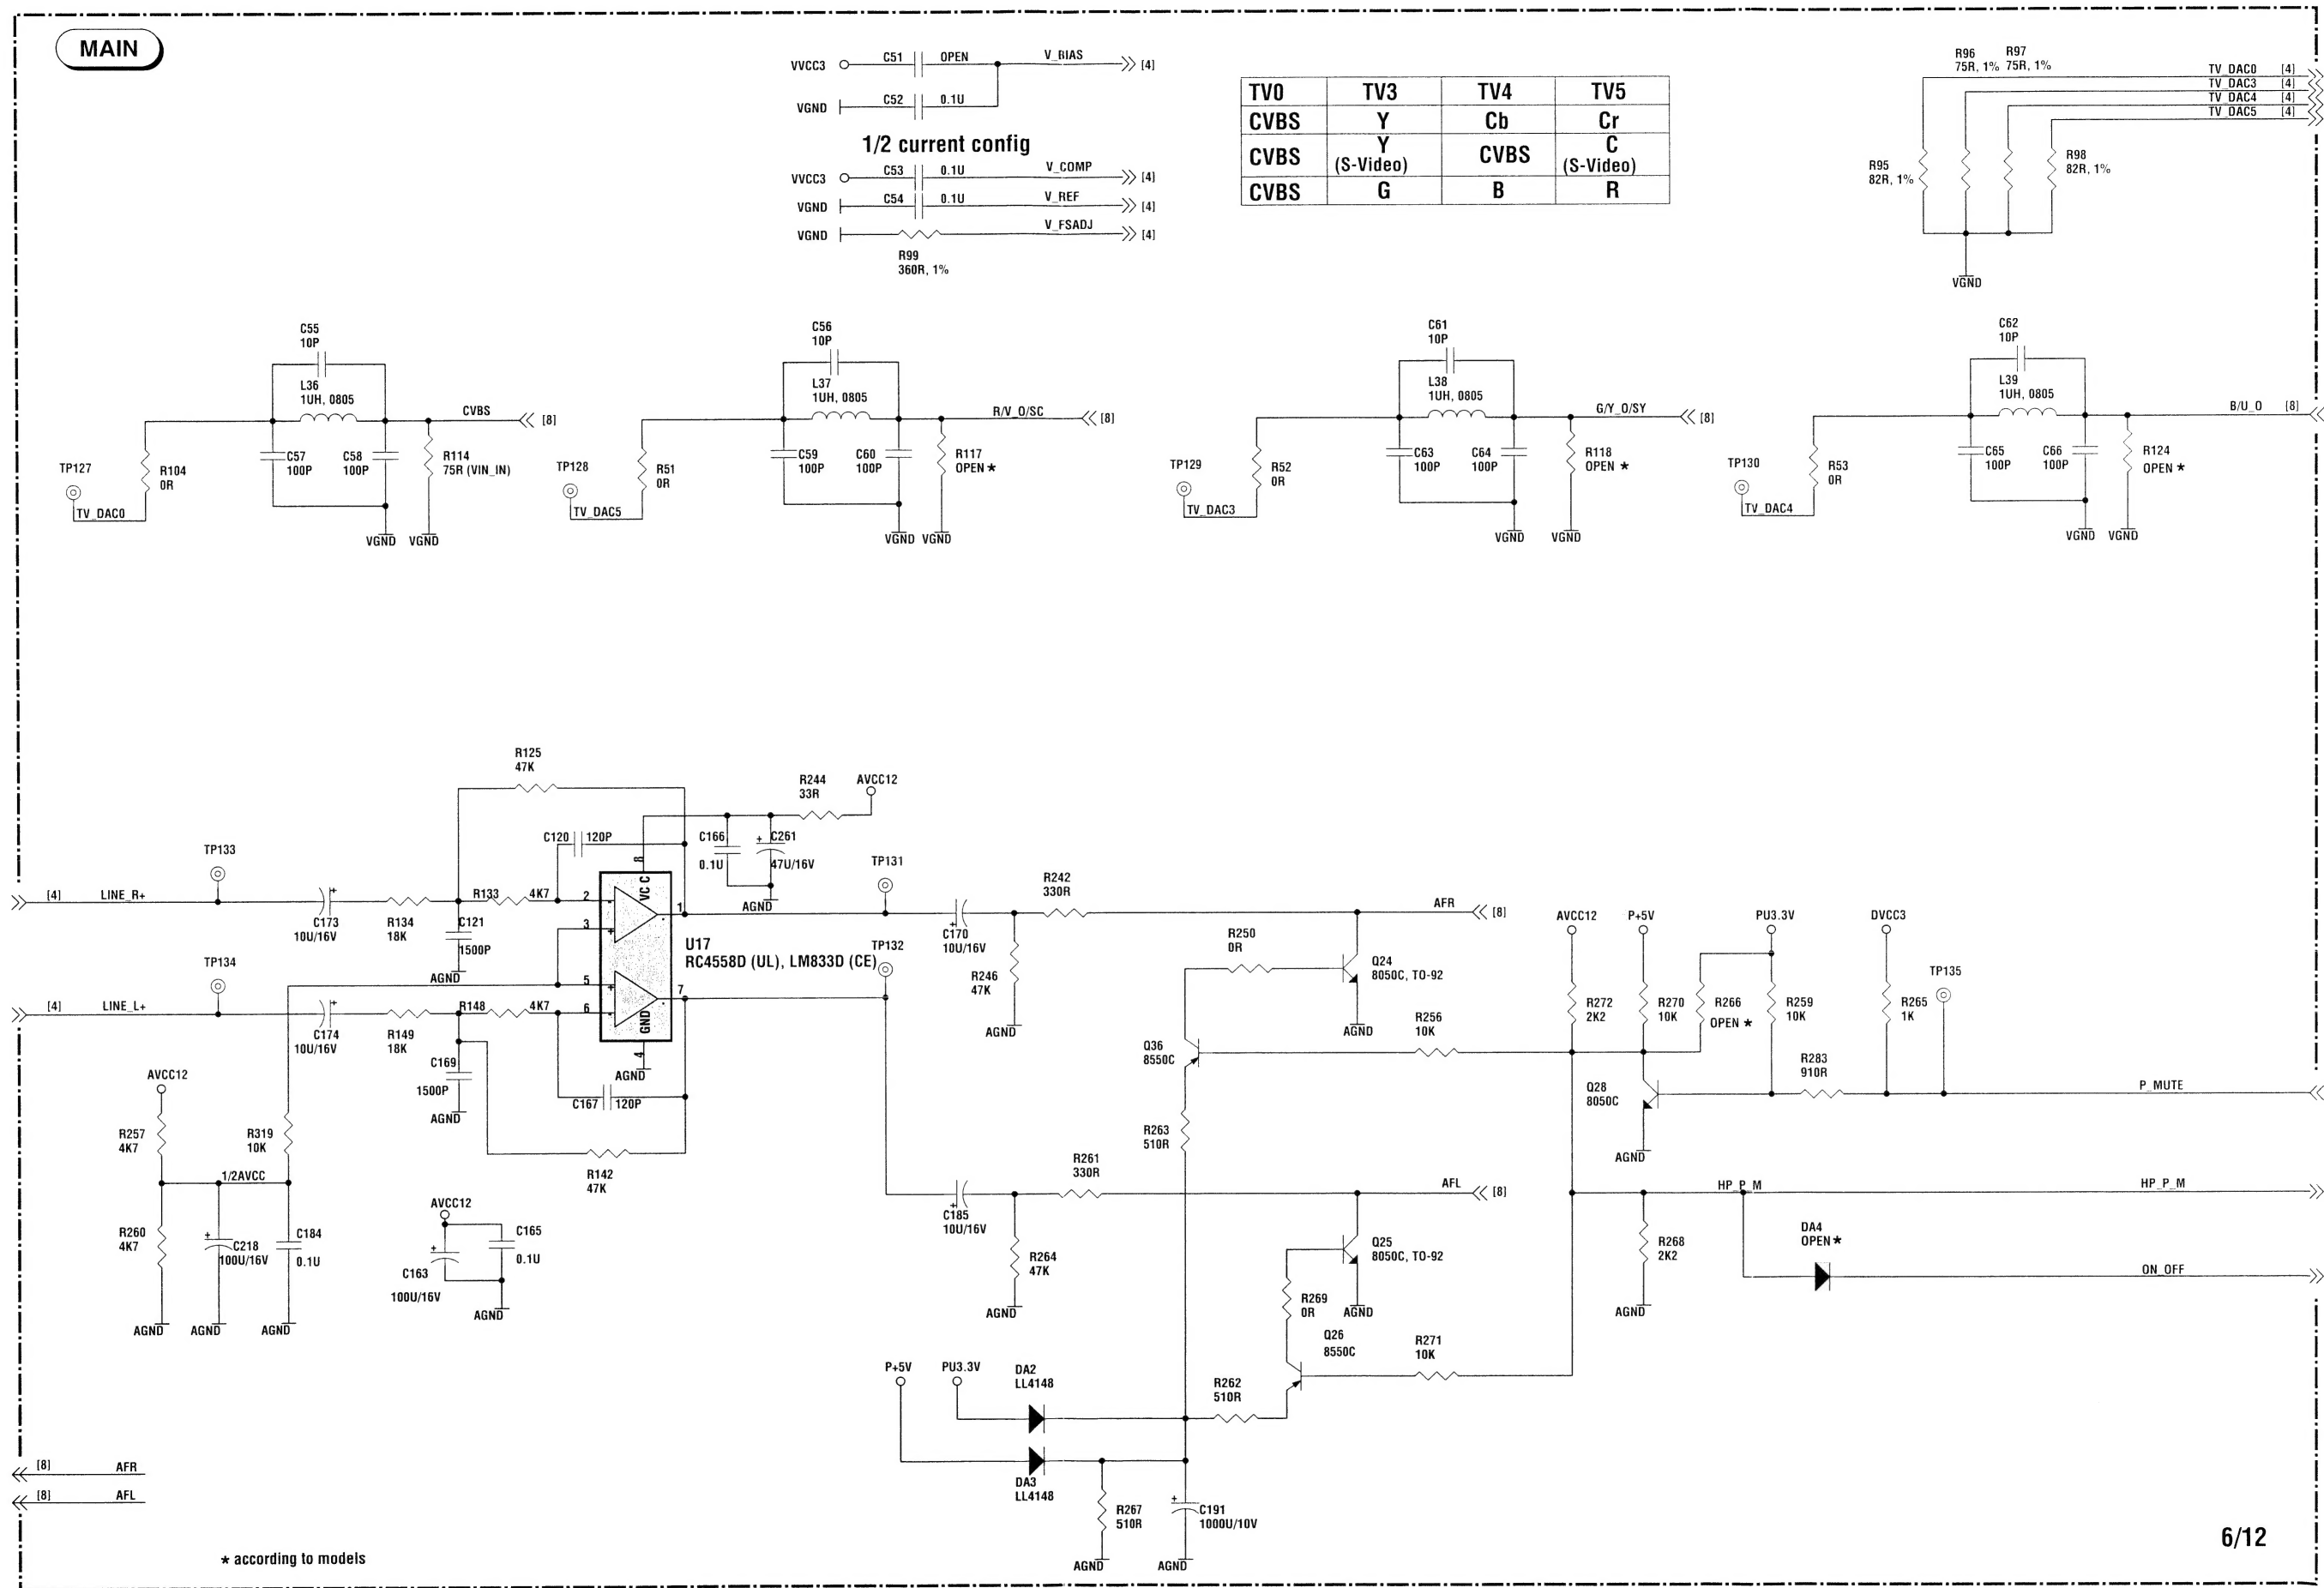 MAIN
VVCC3 C51 OPEN V_BIAS [4]
VGND C52 0.1U
1/2 current config
VVCC3 C53 0.1U V_COMP [4]
VGND C54 0.1U V_REF [4]
VGND V_FSADJ [4]
R99
360R, 1%
TV0 TV3 TV4 TV5
CVBS Y Cb Cr
CVBS Y (S-Video) CVBS C (S-Video)
CVBS G B R
R96 R97
75R, 1% 75R, 1%
TV_DAC0 [4]
TV_DAC3 [4]
TV_DAC4 [4]
TV_DAC5 [4]
R95
82R, 1%
R98
82R, 1%
VGND
C55
10P
L36
1UH, 0805
CVBS [8]
TP127
R104
0R
C57
100P
C58
100P
R114
75R (VIN_IN)
TV_DAC0
VGND VGND
C56
10P
L37
1UH, 0805
R/V_O/SC [8]
TP128
R51
0R
C59
100P
C60
100P
R117
OPEN *
TV_DAC5
VGND VGND
C61
10P
L38
1UH, 0805
G/Y_O/SY [8]
TP129
R52
0R
C63
100P
C64
100P
R118
OPEN *
TV_DAC3
VGND VGND
C62
10P
L39
1UH, 0805
B/U_O [8]
TP130
R53
0R
C65
100P
C66
100P
R124
OPEN *
TV_DAC4
VGND VGND
R125
47K
R244
33R
AVCC12
C120 120P
C166
0.1U
+ C261
47U/16V
AGND
TP133
[4] LINE_R+
+
C173
10U/16V
R134
18K
R133 4K7
C121
1500P
AGND
2
3
5
6
1
7
8
4
VC C
GND
- +
+ -
U17
RC4558D (UL), LM833D (CE)
TP131
TP132
TP134
[4] LINE_L+
+
C174
10U/16V
R149
18K
R148 4K7
C169
1500P
AGND
AGND
C167 120P
R142
47K
AVCC12
R257
4K7
R319
10K
1/2AVCC
R260
4K7
+
C218
100U/16V
C184
0.1U
AGND AGND AGND
AVCC12
+
C163
100U/16V
C165
0.1U
AGND
+
C170
10U/16V
R242
330R
AFR [8]
R246
47K
AGND
R250
0R
Q24
8050C, TO-92
AGND
Q36
8550C
R256
10K
R263
510R
+
C185
10U/16V
R261
330R
AFL [8]
R264
47K
AGND
Q25
8050C, TO-92
R269
0R
AGND
Q26
8550C
R271
10K
R262
510R
P+5V PU3.3V
DA2
LL4148
DA3
LL4148
R267
510R
+
C191
1000U/10V
AGND AGND
AVCC12 P+5V PU3.3V DVCC3
TP135
R272
2K2
R270
10K
R266
OPEN *
R259
10K
R265
1K
R283
910R
Q28
8050C
P_MUTE
AGND
HP_P_M HP_P_M
R268
2K2
AGND
DA4
OPEN *
ON_OFF
[8] AFR
[8] AFL
* according to models
6/12